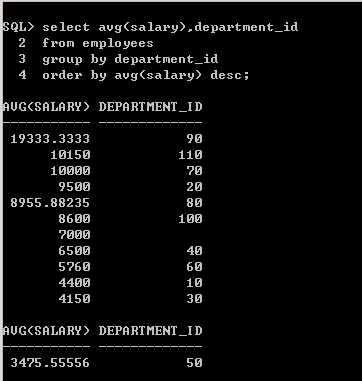 SQL> select avg(salary),department_id
2 from employees
3 group by department_id
4 order by avg(salary) desc;
AVG(SALARY) DEPARTMENT_ID
----------- -------------
19333.3333 90
10150 110
10000 70
9500 20
8955.88235 80
8600 100
7000
6500 40
5760 60
4400 10
4150 30
AVG(SALARY) DEPARTMENT_ID
----------- -------------
3475.55556 50